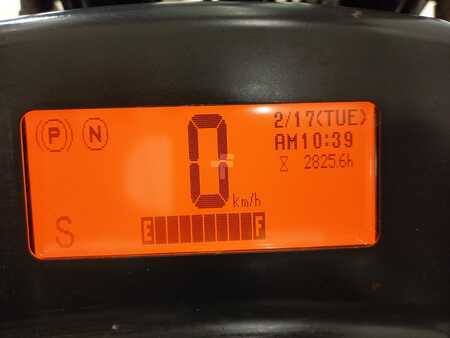 P N 0 2/17(TUE)
AM10:39
2825.6h
km/h
S E F